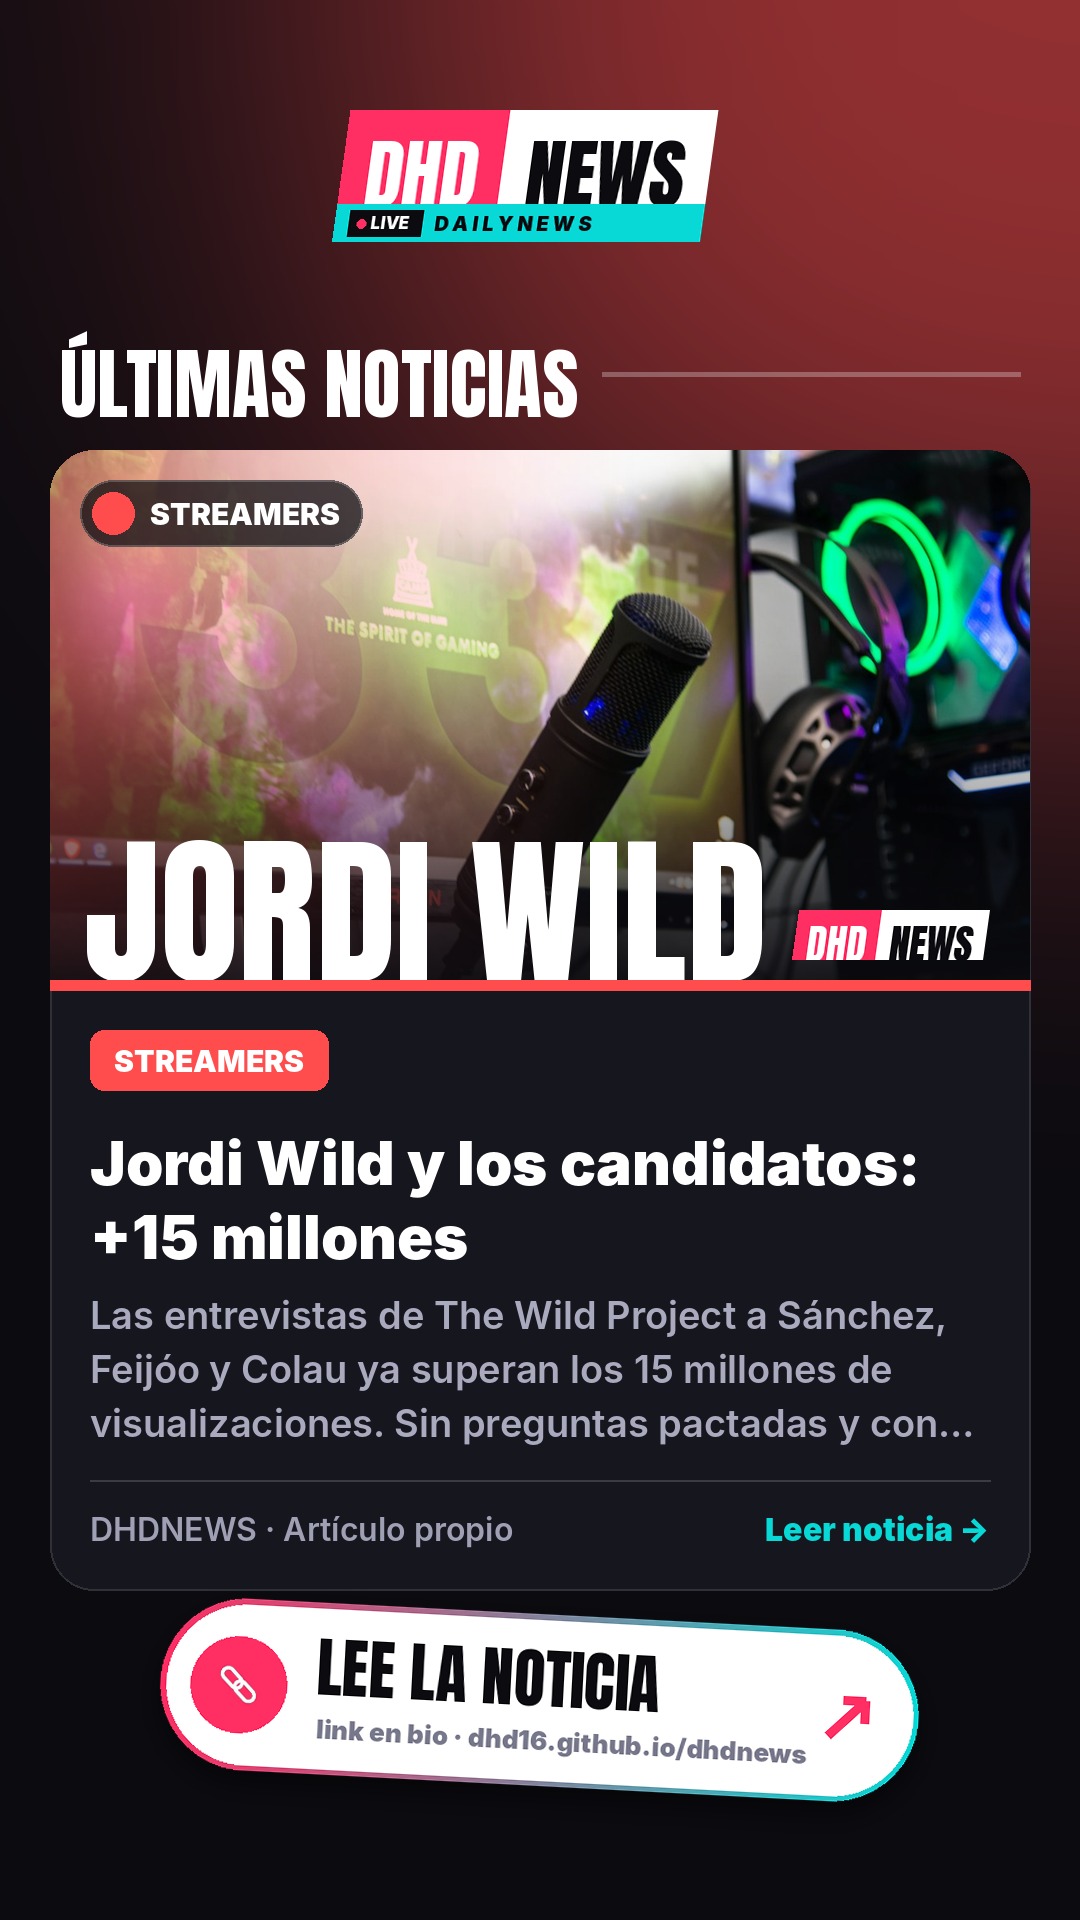 DHD NEWS
LIVE DAILYNEWS
ÚLTIMAS NOTICIAS
STREAMERS
THE SPIRIT OF GAMING
JORDI WILD
DHD NEWS
STREAMERS
Jordi Wild y los candidatos:
+15 millones
Las entrevistas de The Wild Project a Sánchez,
Feijóo y Colau ya superan los 15 millones de
visualizaciones. Sin preguntas pactadas y con...
DHDNEWS · Artículo propio
Leer noticia →
LEE LA NOTICIA
link en bio · dhd16.github.io/dhdnews